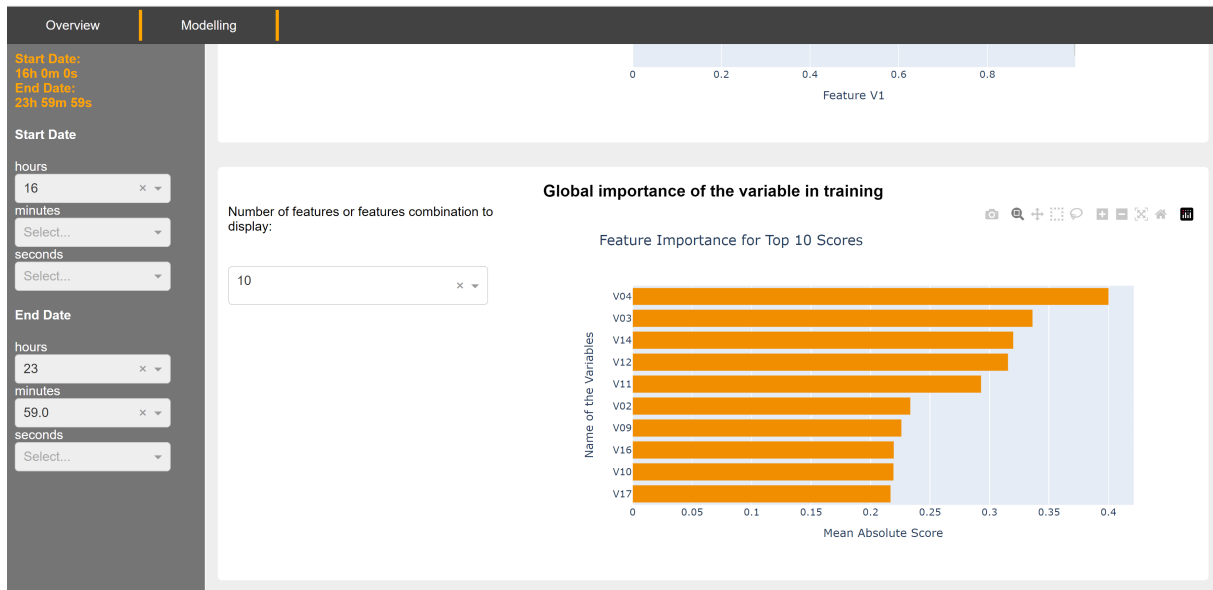 Overview
Modelling
Start Date:
16h 0m 0s
End Date:
23h 59m 59s
Start Date
hours
16
minutes
Select...
seconds
Select...
End Date
hours
23
minutes
59.0
seconds
Select...
0 0.2 0.4 0.6 0.8
Feature V1
Global importance of the variable in training
Number of features or features combination to
display:
10
Feature Importance for Top 10 Scores
Name of the Variables
V04
V03
V14
V12
V11
V02
V09
V16
V10
V17
0 0.05 0.1 0.15 0.2 0.25 0.3 0.35 0.4
Mean Absolute Score